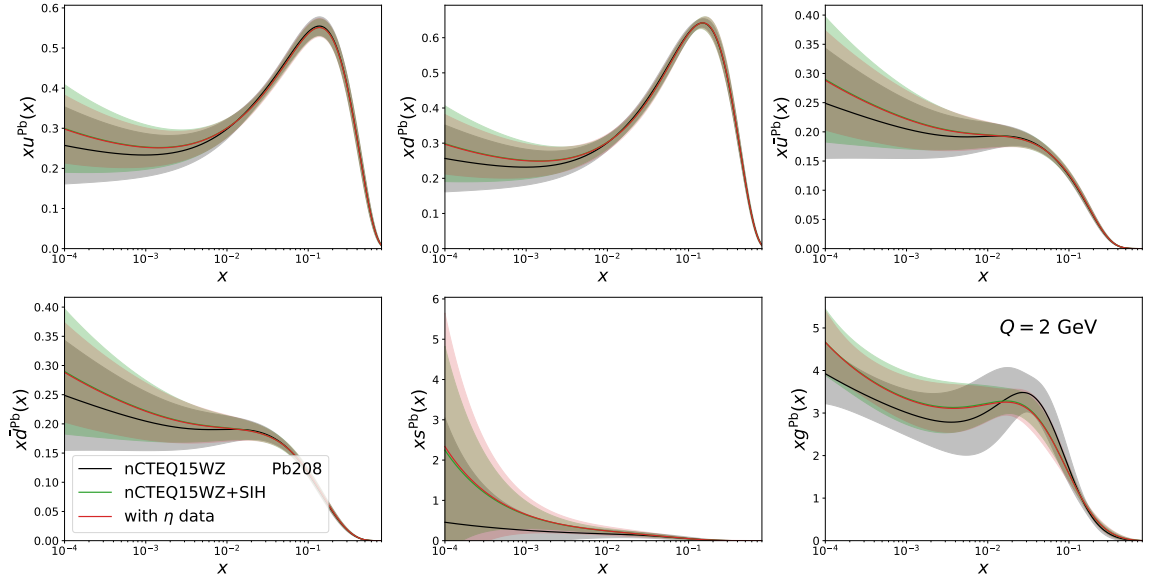 0.6
0.5
0.4
0.3
0.2
0.1
0.0
xu^Pb(x)
10⁻⁴ 10⁻³ 10⁻² 10⁻¹
x
0.6
0.5
0.4
0.3
0.2
0.1
0.0
xd^Pb(x)
10⁻⁴ 10⁻³ 10⁻² 10⁻¹
x
0.40
0.35
0.30
0.25
0.20
0.15
0.10
0.05
0.00
xū^Pb(x)
10⁻⁴ 10⁻³ 10⁻² 10⁻¹
x
0.40
0.35
0.30
0.25
0.20
0.15
0.10
0.05
0.00
xd̄^Pb(x)
nCTEQ15WZ Pb208
nCTEQ15WZ+SIH
with η data
10⁻⁴ 10⁻³ 10⁻² 10⁻¹
x
6
5
4
3
2
1
0
xs^Pb(x)
10⁻⁴ 10⁻³ 10⁻² 10⁻¹
x
Q = 2 GeV
5
4
3
2
1
0
xg^Pb(x)
10⁻⁴ 10⁻³ 10⁻² 10⁻¹
x